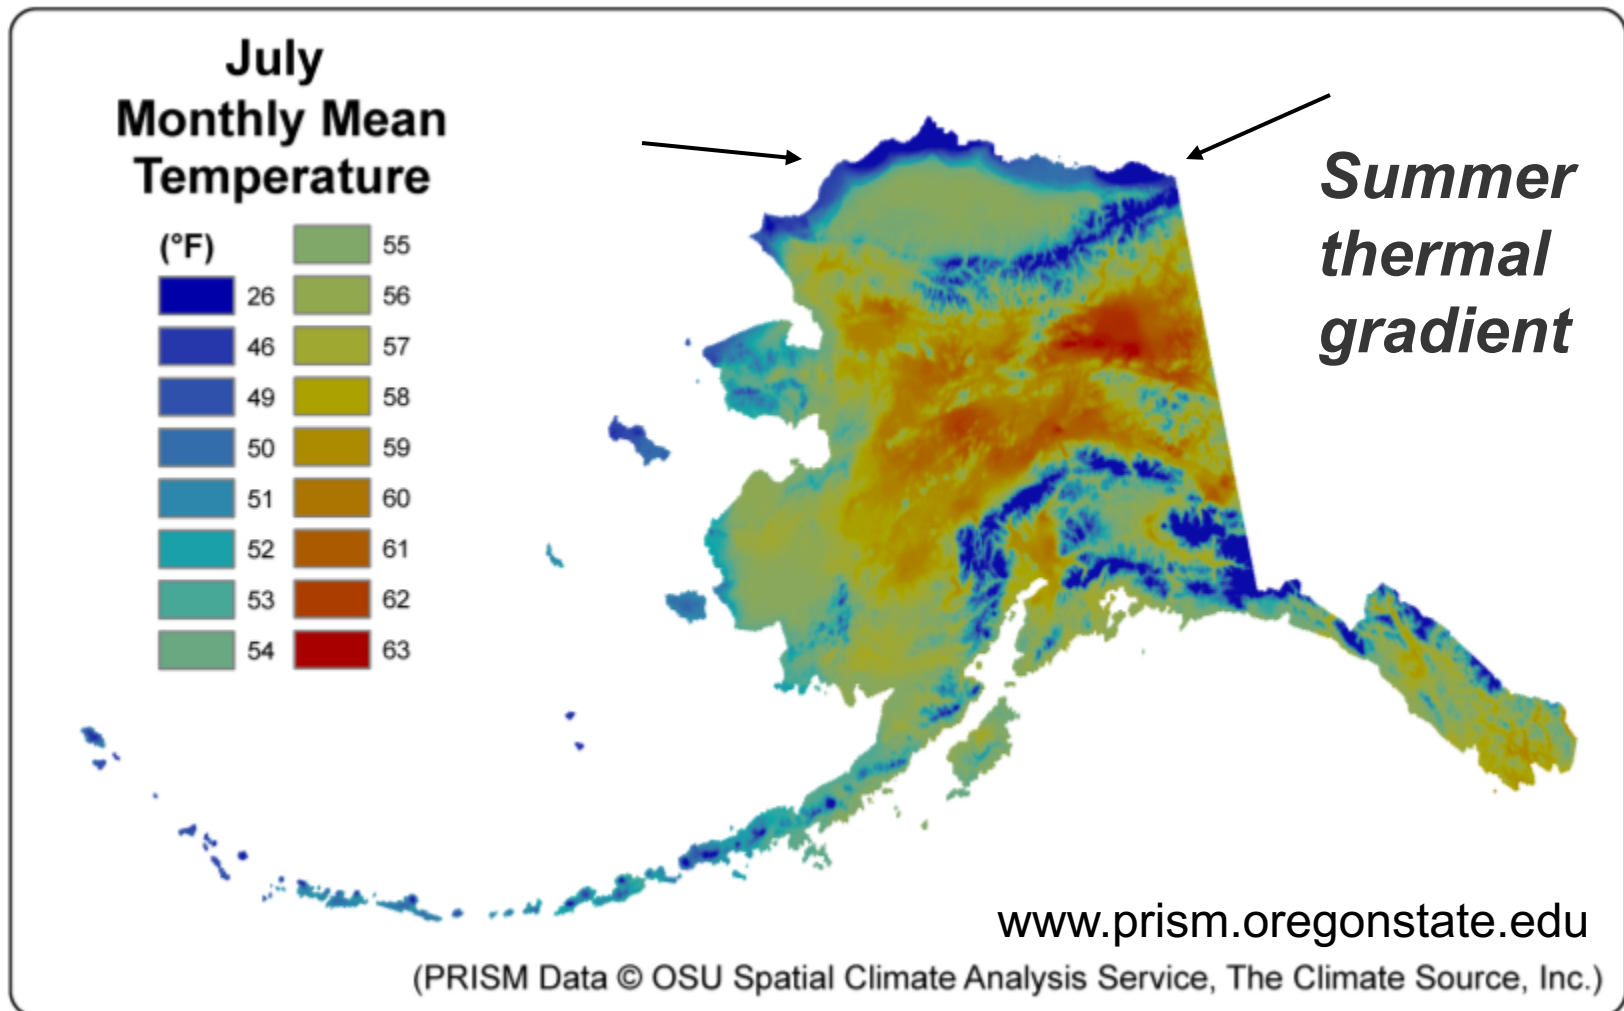 July
Monthly Mean
Temperature
(°F)
26
46
49
50
51
52
53
54
55
56
57
58
59
60
61
62
63
Summer
thermal
gradient
www.prism.oregonstate.edu
(PRISM Data © OSU Spatial Climate Analysis Service, The Climate Source, Inc.)